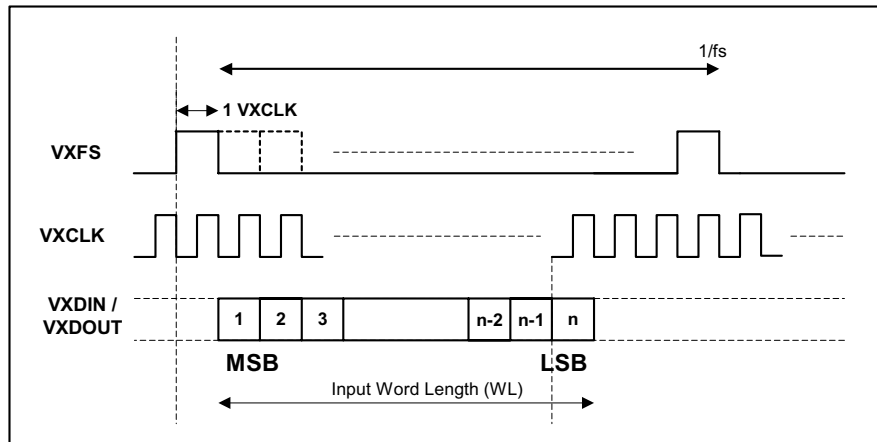 1/fs
1 VXCLK
VXFS
VXCLK
VXDIN /
VXDOUT
1 2 3 n-2 n-1 n
MSB LSB
Input Word Length (WL)